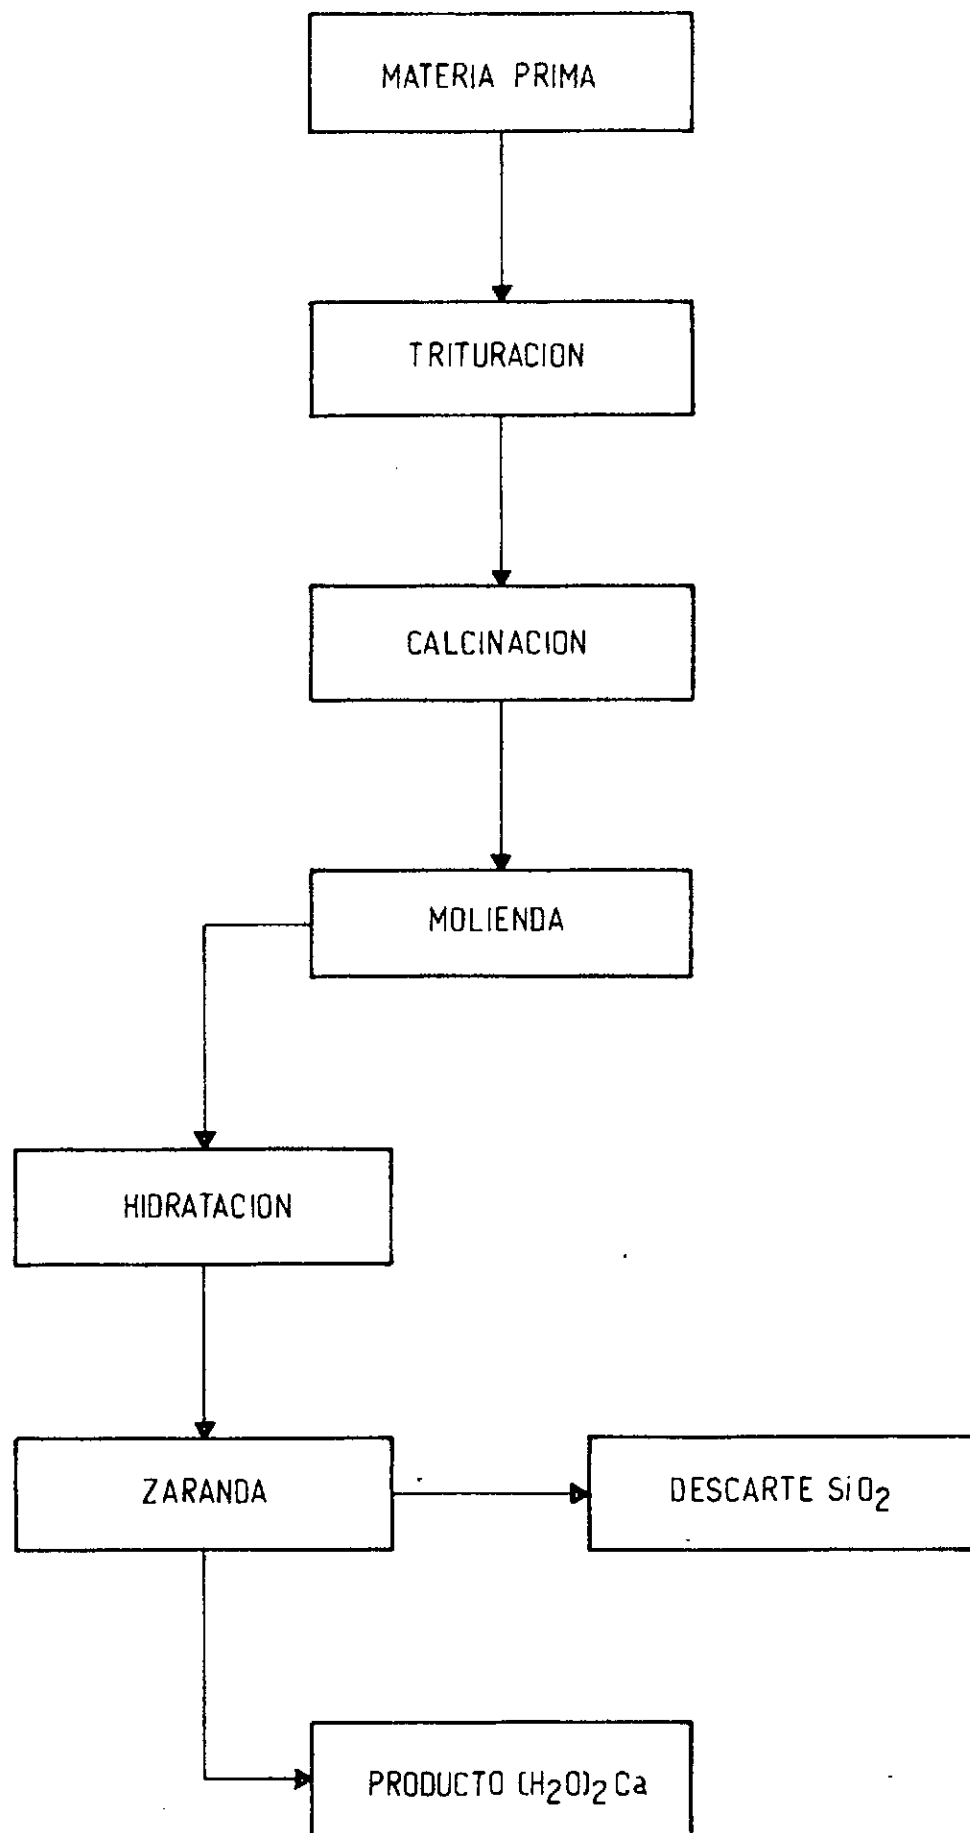 MATERIA PRIMA
TRITURACION
CALCINACION
MOLIENDA
HIDRATACION
ZARANDA
DESCARTE SiO₂
PRODUCTO (H₂O)₂ Ca